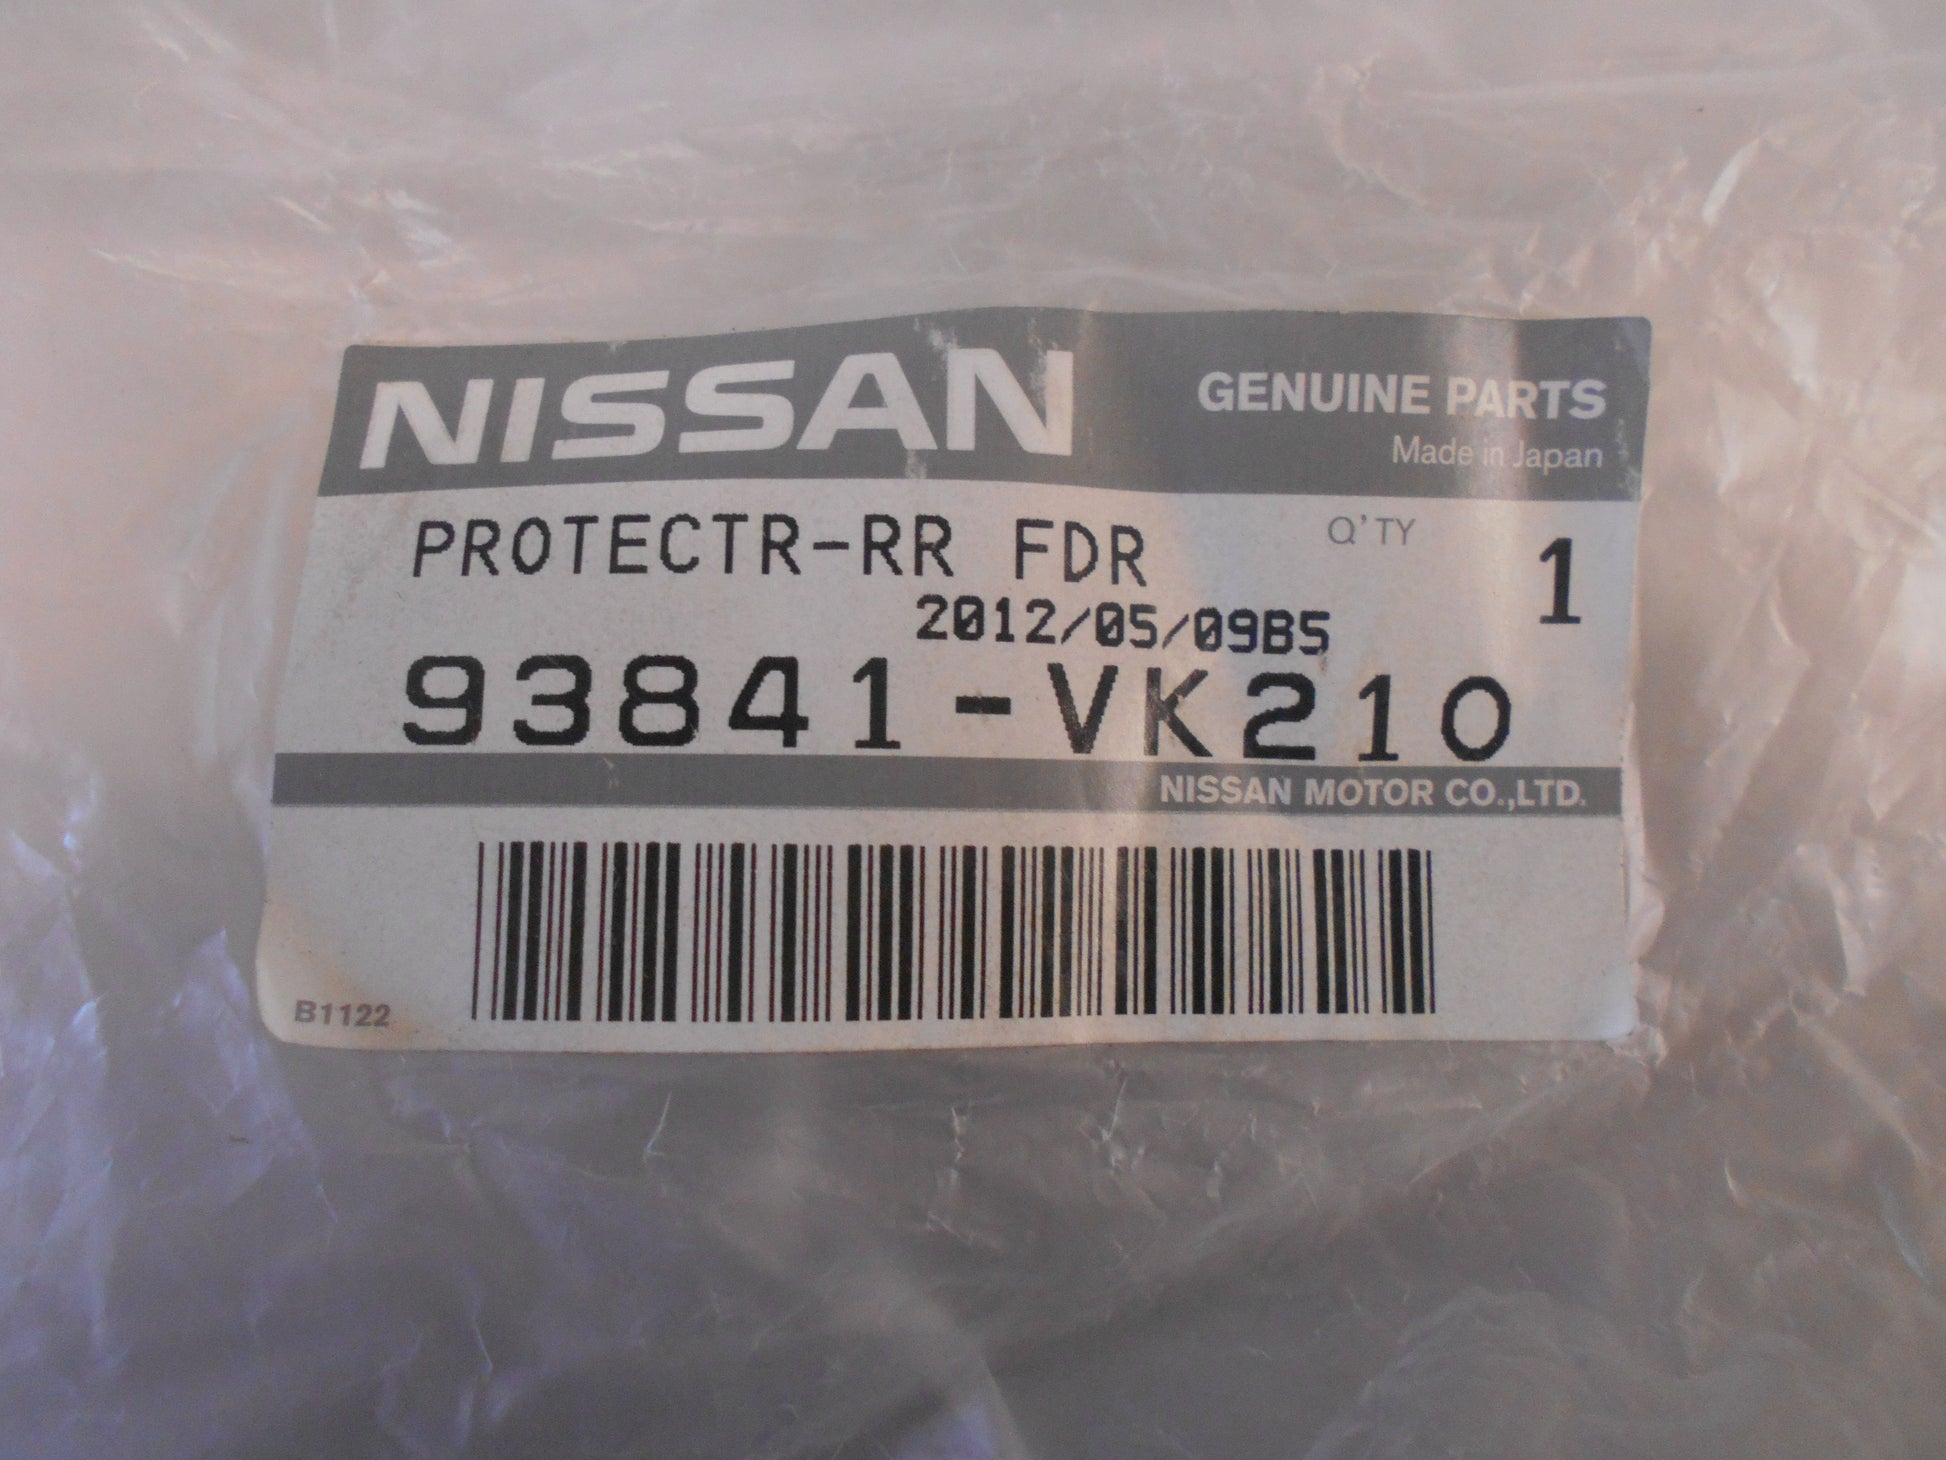 NISSAN
GENUINE PARTS
Made in Japan
PROTECTR-RR FDR
Q'TY 1
2012/05/09B5
93841-VK210
NISSAN MOTOR CO.,LTD.
B1122